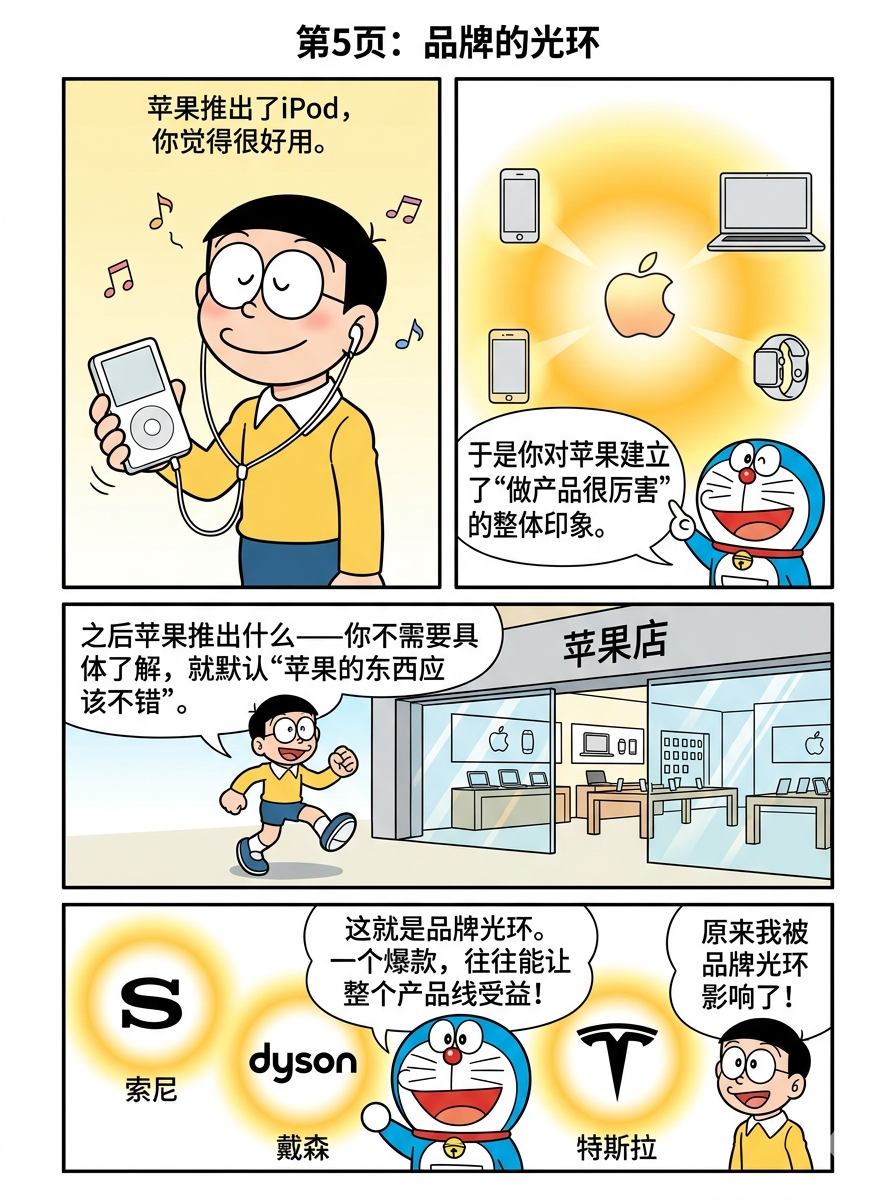 第5页：品牌的光环
苹果推出了iPod，
你觉得很好用。
于是你对苹果建立
了“做产品很厉害”
的整体印象。
之后苹果推出什么——你不需要具
体了解，就默认“苹果的东西应
该不错”。
苹果店
S
索尼
dyson
戴森
这就是品牌光环。
一个爆款，往往能让
整个产品线受益！
特斯拉
原来我被
品牌光环
影响了！